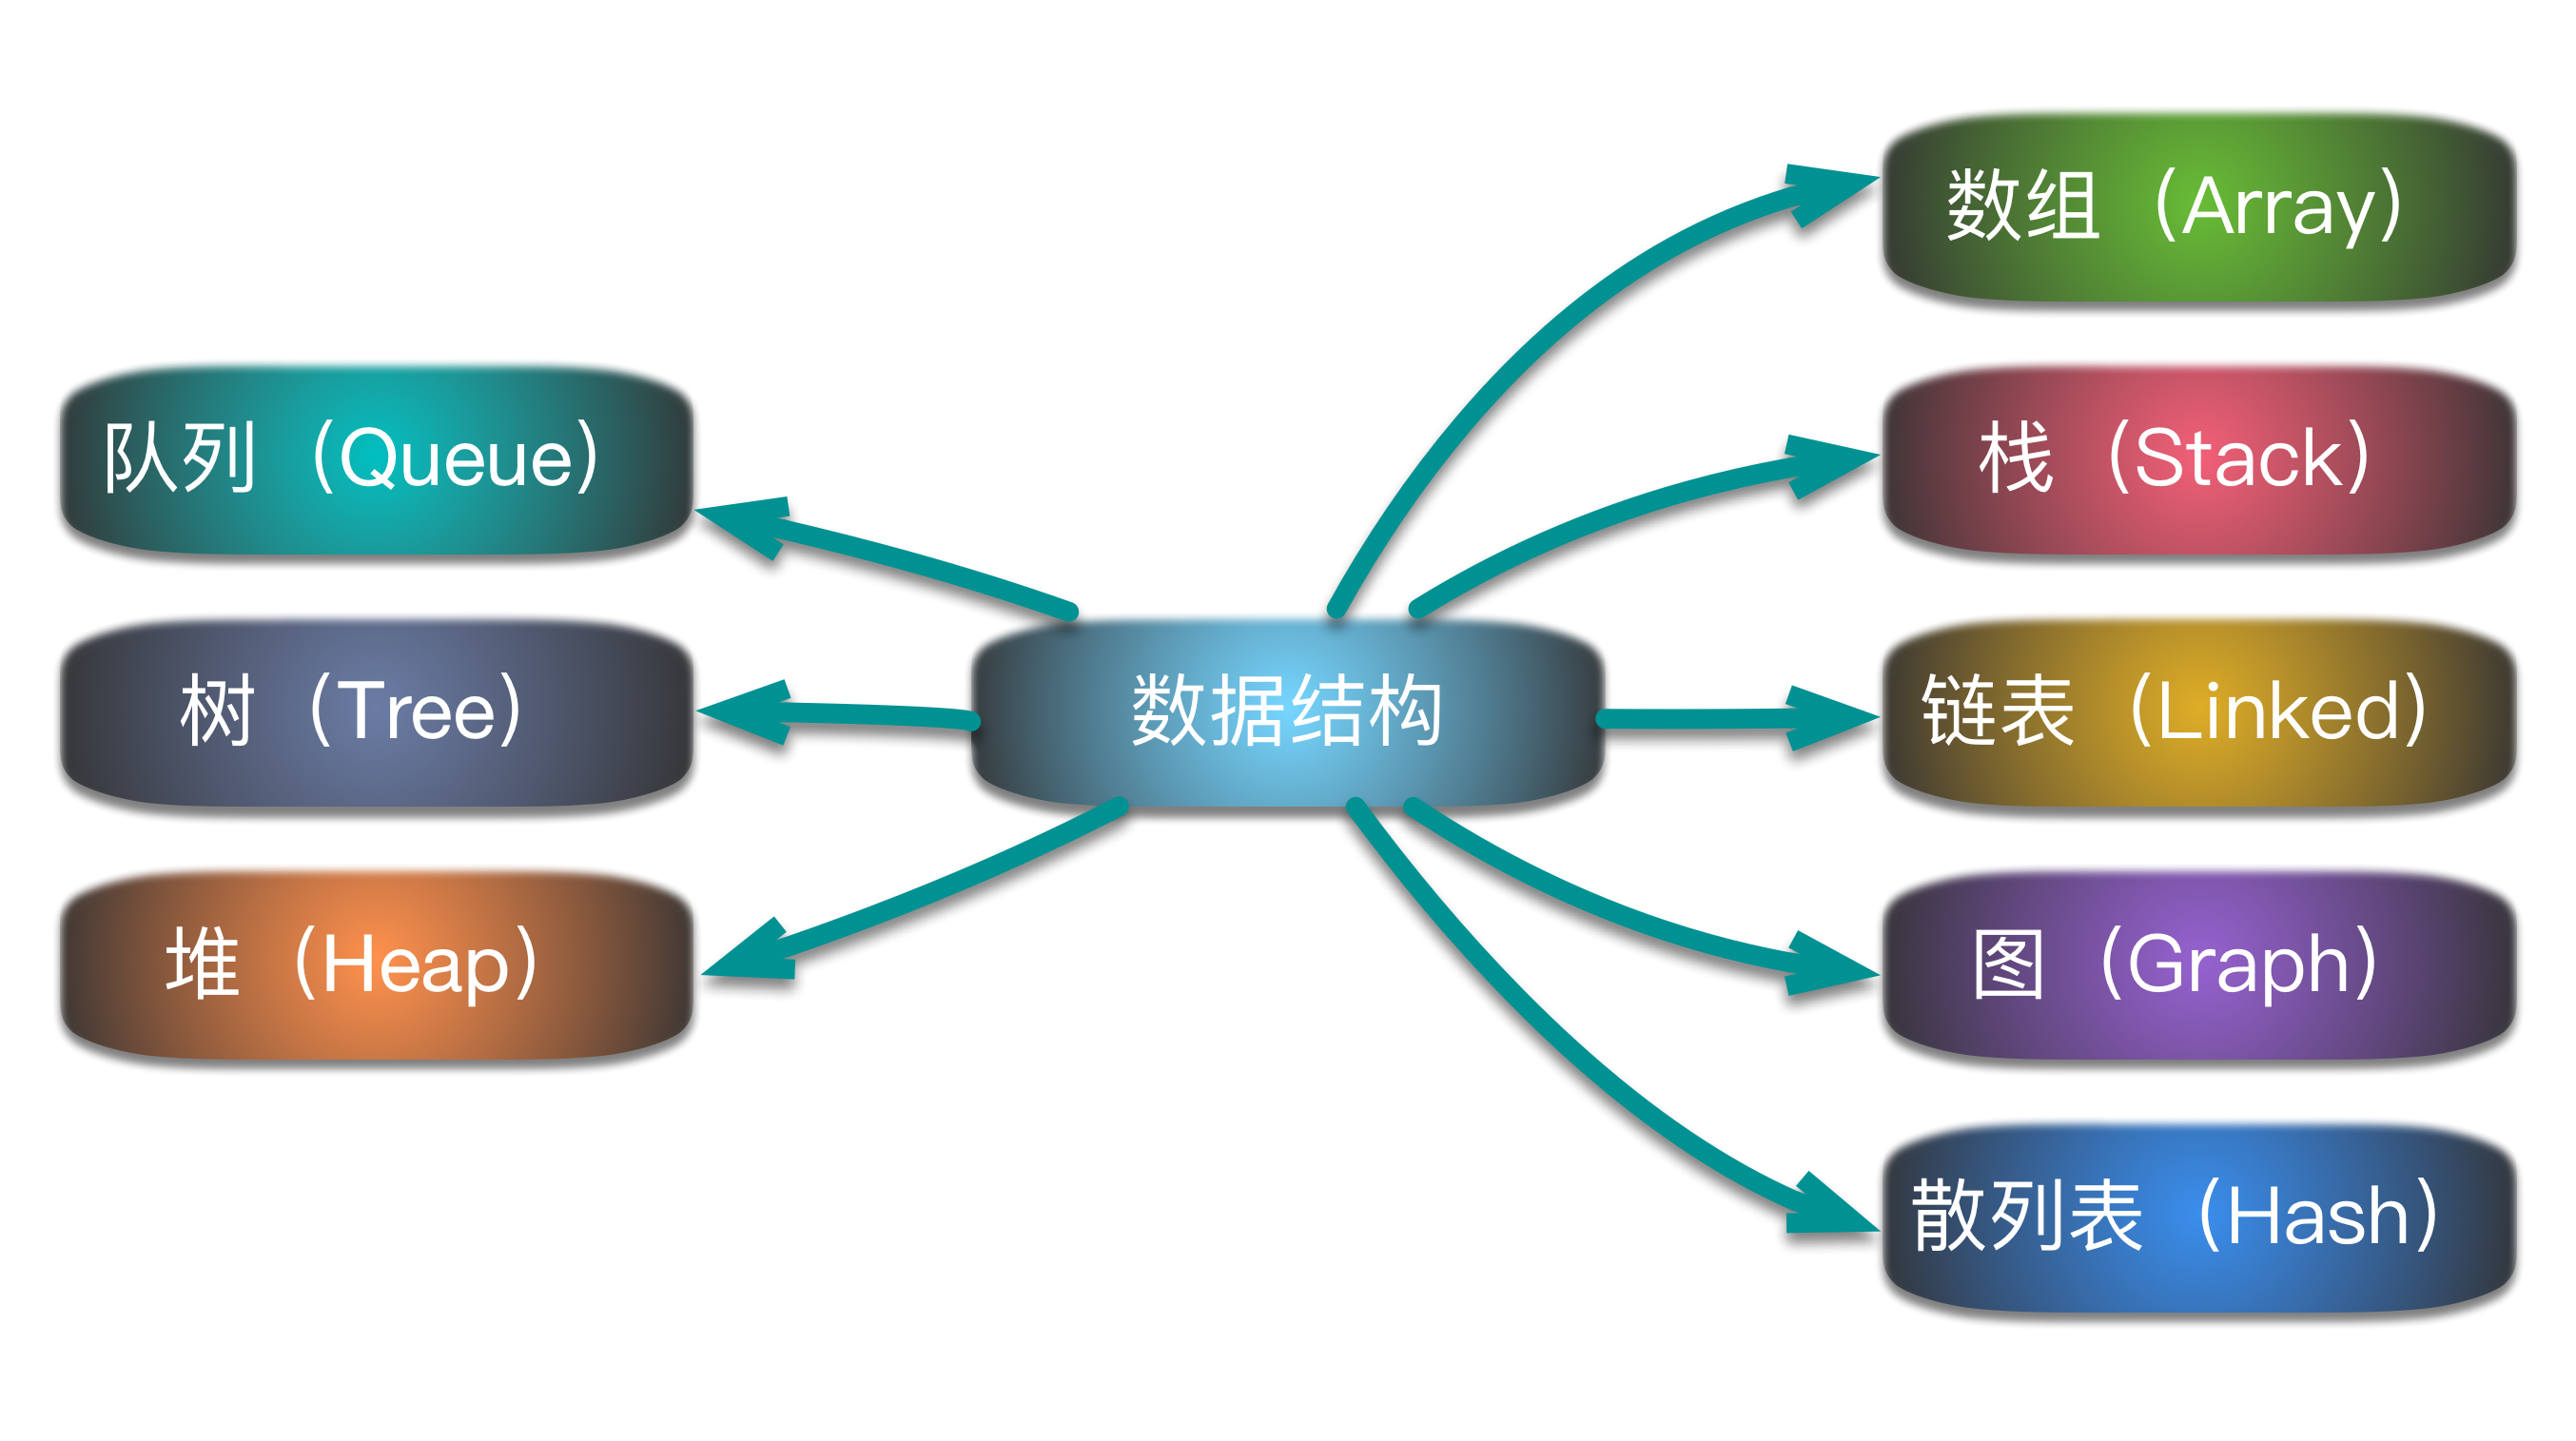 数组（Array）
队列（Queue）
栈（Stack）
树（Tree）
数据结构
链表（Linked）
堆（Heap）
图（Graph）
散列表（Hash）